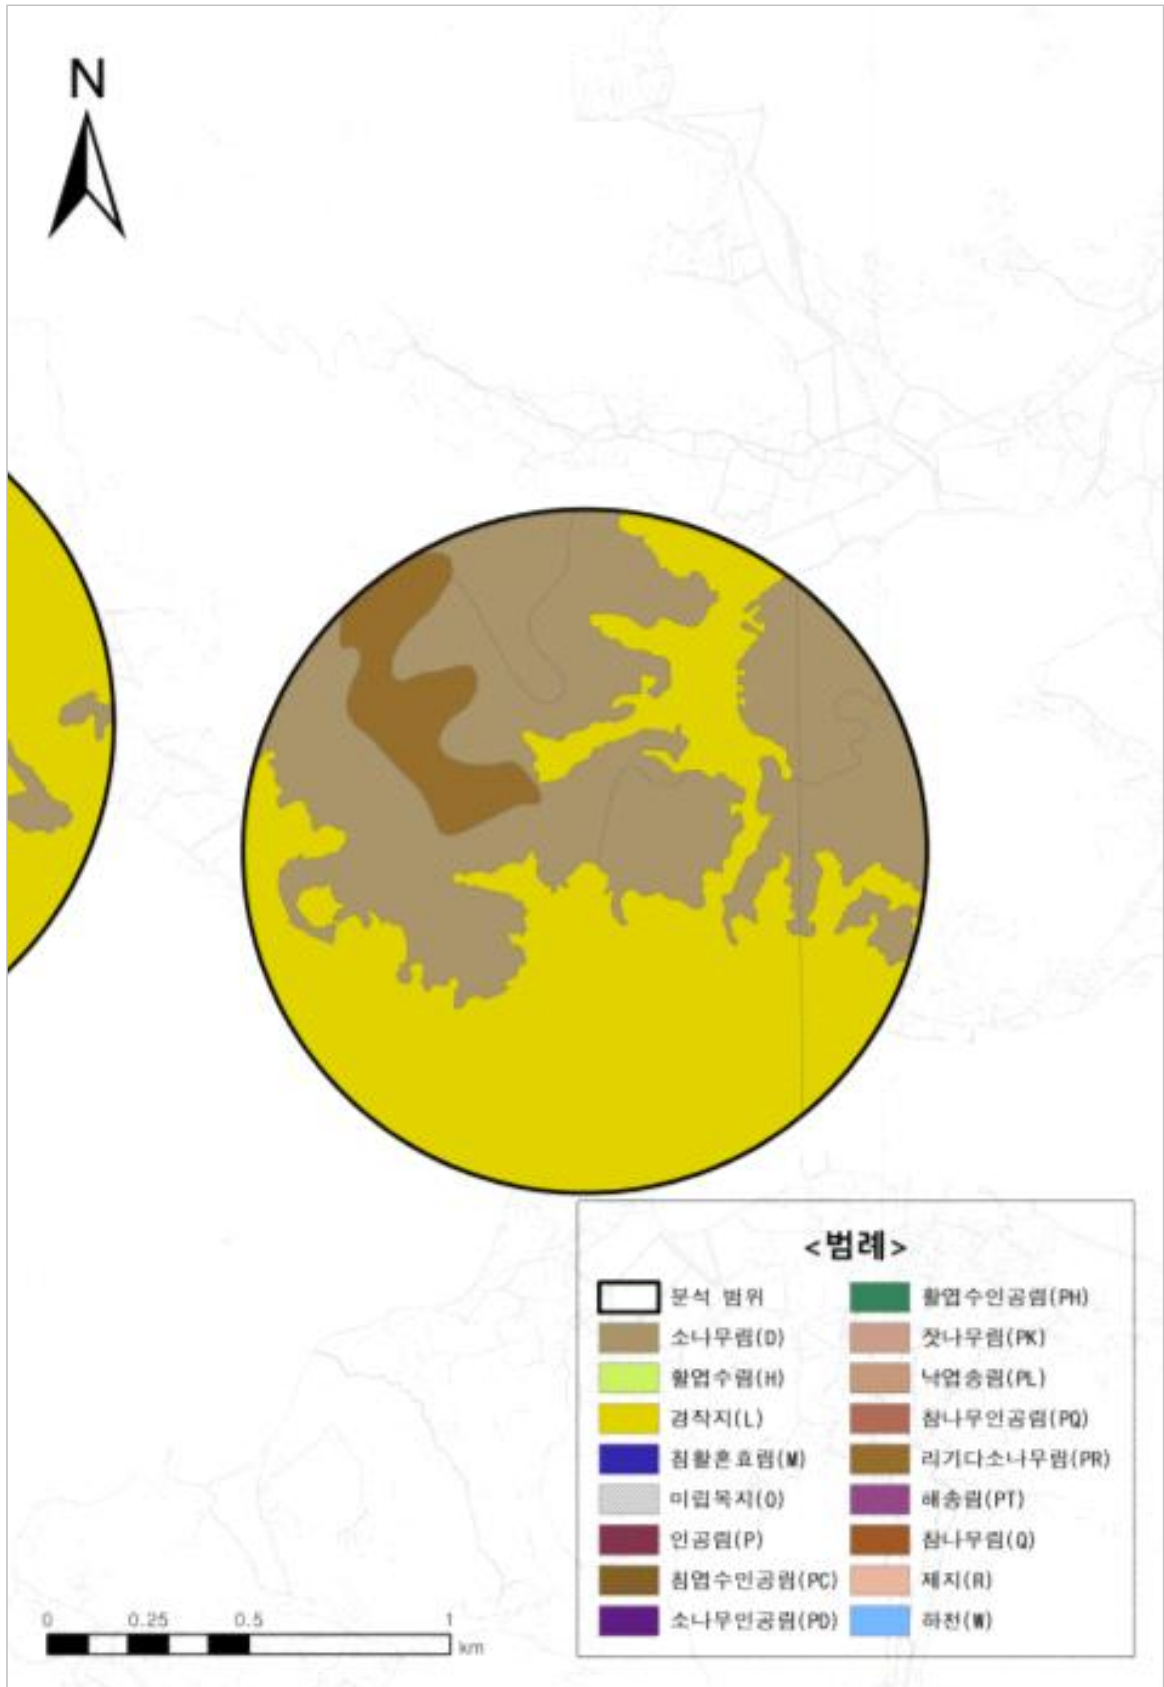 N
<범례>
분석 범위
소나무림(D)
활엽수림(H)
경작지(L)
침활혼효림(M)
미립목지(O)
인공림(P)
침엽수인공림(PC)
소나무인공림(PD)
활엽수인공림(PH)
잣나무림(PK)
낙엽송림(PL)
참나무인공림(PQ)
리기다소나무림(PR)
해송림(PT)
참나무림(Q)
제지(R)
하천(W)
0 0.25 0.5 1
km